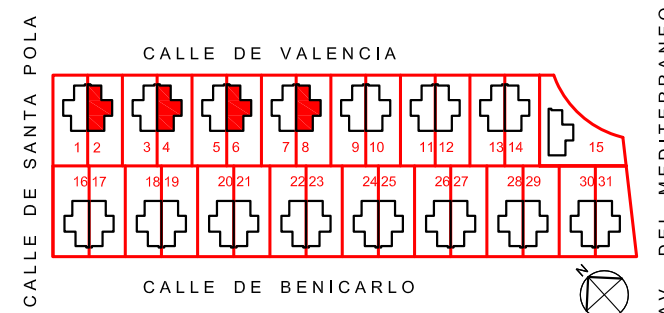 CALLE DE VALENCIA
CALLE DE SANTA POLA
1 2 3 4 5 6 7 8 9 10 11 12 13 14 15
16 17 18 19 20 21 22 23 24 25 26 27 28 29 30 31
CALLE DE BENICARLO
N
AV. DEL MEDITERRANEO